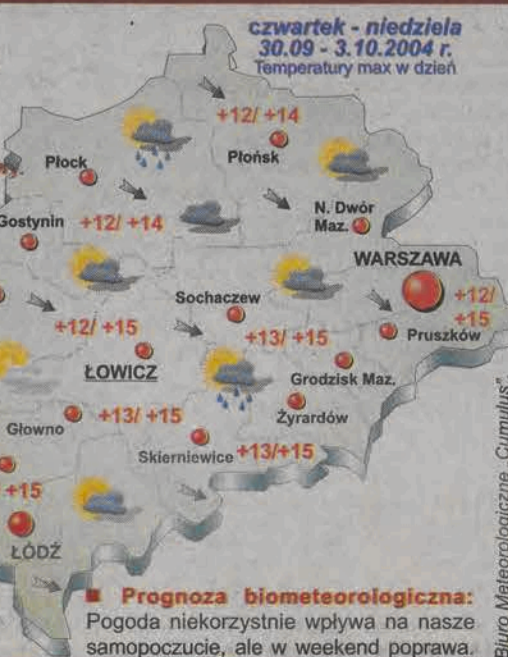 czwartek - niedziela
30.09 - 3.10.2004 r.
Temperatury max w dzień
+12/ +14
Płońsk
Płock
Gostynin
+12/ +14
N. Dwór
Maz.
WARSZAWA
+12/
+15
Sochaczew
Pruszków
+12/ +15
+13/ +15
ŁOWICZ
Grodzisk Maz.
Żyrardów
Głowno
+13/ +15
Skierniewice
+13/+15
+15
ŁÓDŹ
Prognoza biometeorologiczna:
Pogoda niekorzystnie wpływa na nasze
samopoczucie, ale w weekend poprawa.
Biuro Meteorologiczne „Cumulus"